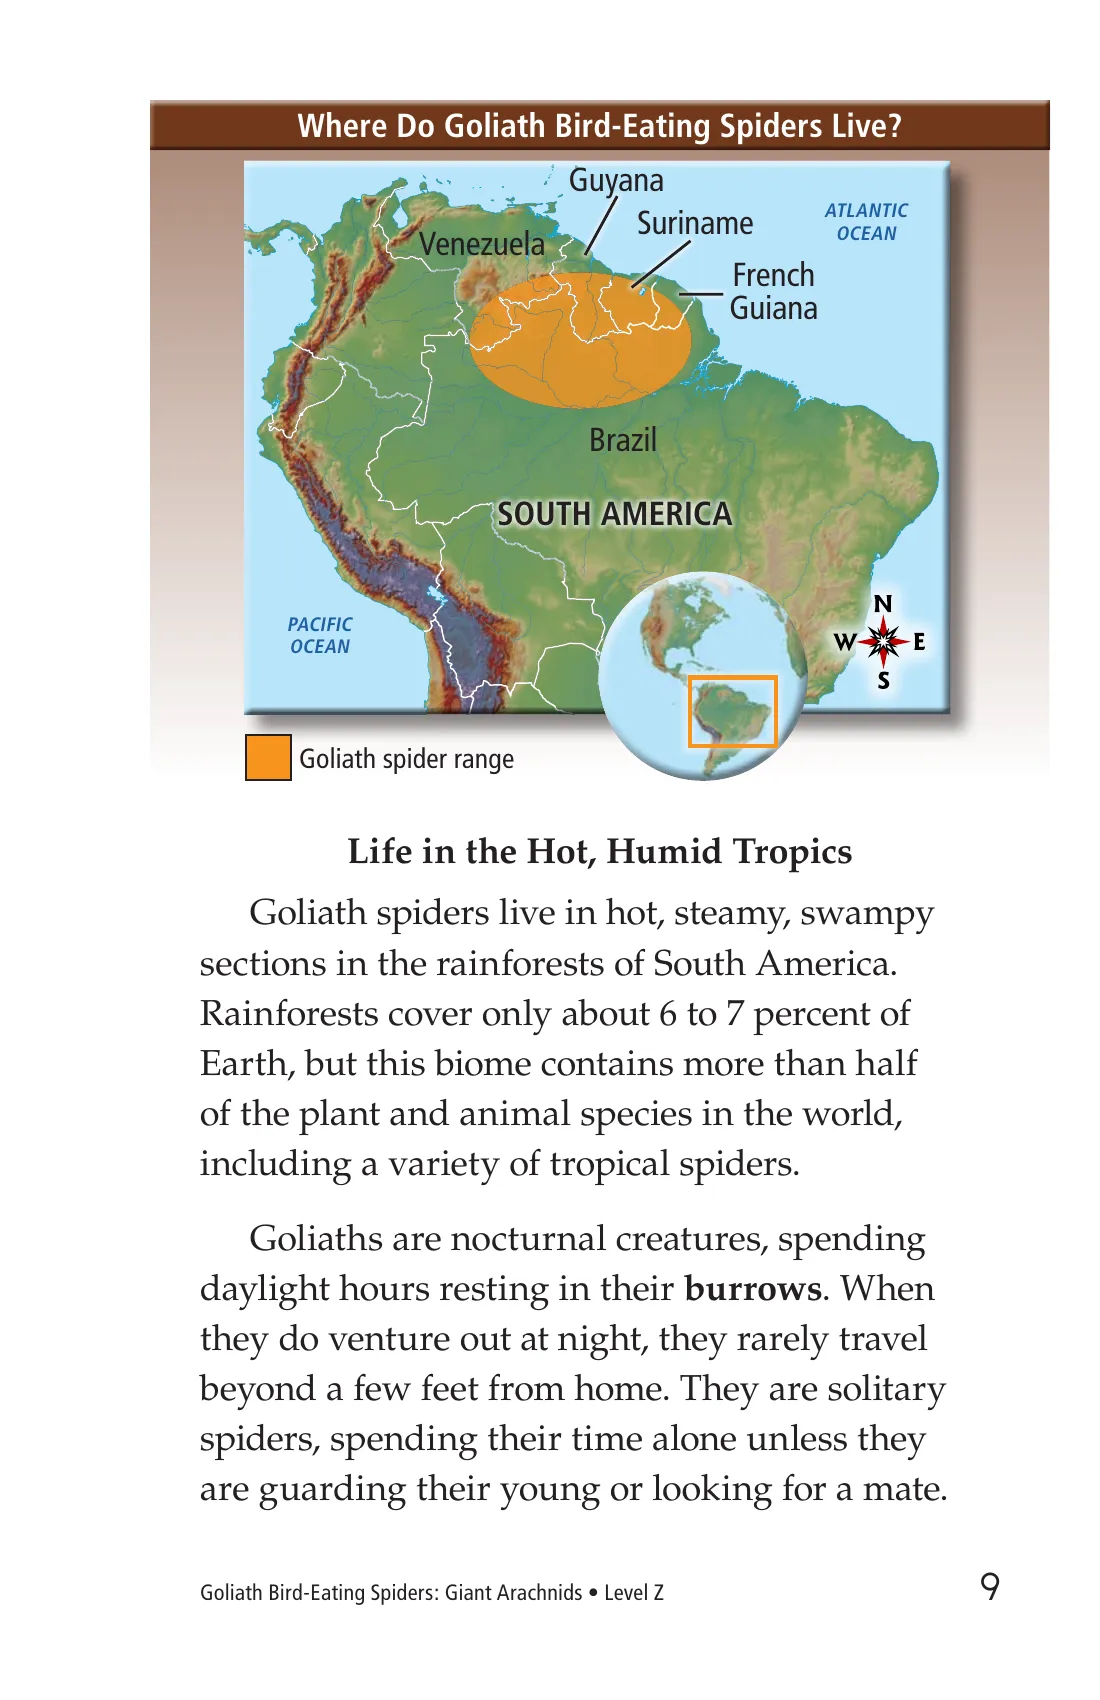 Where Do Goliath Bird-Eating Spiders Live?
Guyana
Suriname
ATLANTIC
OCEAN
Venezuela
French
Guiana
Brazil
SOUTH AMERICA
PACIFIC
OCEAN
N
W E
S
Goliath spider range
Life in the Hot, Humid Tropics
Goliath spiders live in hot, steamy, swampy
sections in the rainforests of South America.
Rainforests cover only about 6 to 7 percent of
Earth, but this biome contains more than half
of the plant and animal species in the world,
including a variety of tropical spiders.
Goliaths are nocturnal creatures, spending
daylight hours resting in their burrows. When
they do venture out at night, they rarely travel
beyond a few feet from home. They are solitary
spiders, spending their time alone unless they
are guarding their young or looking for a mate.
Goliath Bird-Eating Spiders: Giant Arachnids • Level Z 9